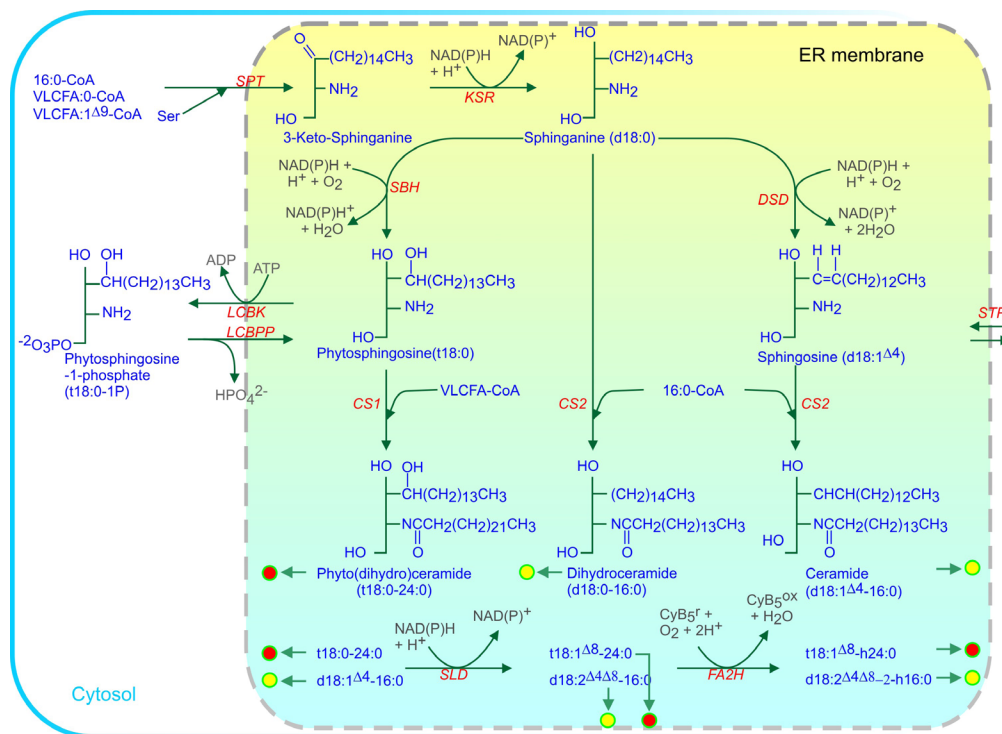 ER membrane
O
(CH2)14CH3
NH2
HO
3-Keto-Sphinganine
NAD(P)H
+ H+
NAD(P)+
KSR
HO
(CH2)14CH3
NH2
HO
Sphinganine (d18:0)
16:0-CoA
VLCFA:0-CoA
VLCFA:1Δ9-CoA
Ser
SPT
NAD(P)H +
H+ + O2
SBH
NAD(P)H+
+ H2O
NAD(P)H +
H+ + O2
DSD
NAD(P)+
+ 2H2O
HO
OH
CH(CH2)13CH3
NH2
-2O3PO
Phytosphingosine
-1-phosphate
(t18:0-1P)
ADP
ATP
LCBK
LCBPP
HPO42-
HO
OH
CH(CH2)13CH3
NH2
HO
Phytosphingosine(t18:0)
HO
H H
C=C(CH2)12CH3
NH2
HO
Sphingosine (d18:1Δ4)
CS1
VLCFA-CoA
CS2
16:0-CoA
CS2
HO
OH
CH(CH2)13CH3
NCCH2(CH2)21CH3
O
HO
Phyto(dihydro)ceramide
(t18:0-24:0)
HO
(CH2)14CH3
NCCH2(CH2)13CH3
O
HO
Dihydroceramide
(d18:0-16:0)
HO
CHCH(CH2)12CH3
NCCH2(CH2)13CH3
O
HO
Ceramide
(d18:1Δ4-16:0)
t18:0-24:0
d18:1Δ4-16:0
NAD(P)H
+ H+
NAD(P)+
SLD
t18:1Δ8-24:0
d18:2Δ4Δ8-16:0
CyB5r +
O2 + 2H+
CyB5ox
+ H2O
FA2H
t18:1Δ8-h24:0
d18:2Δ4Δ8-2-h16:0
Cytosol